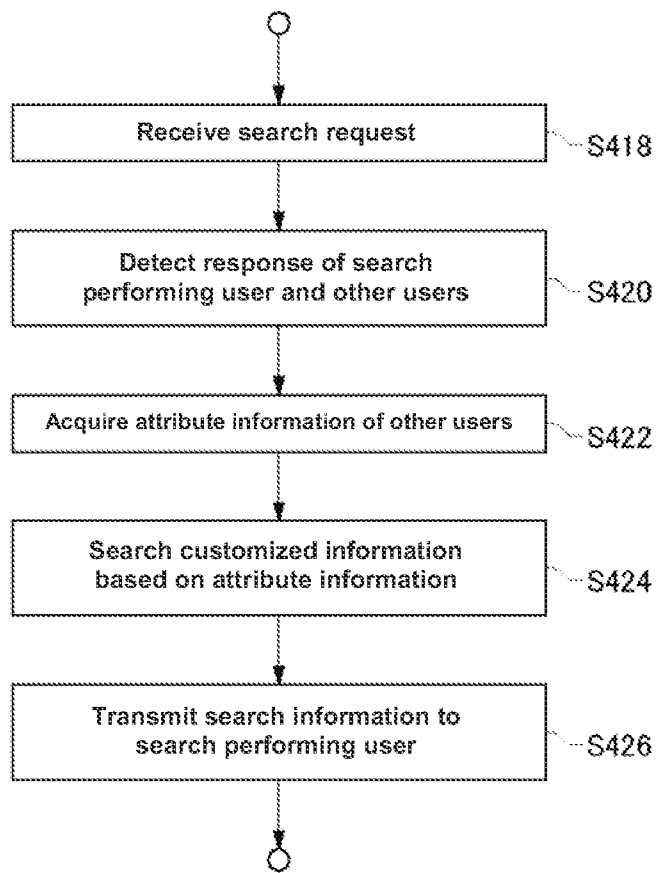 Receive search request
S418
Detect response of search
performing user and other users
S420
Acquire attribute information of other users
S422
Search customized information
based on attribute information
S424
Transmit search information to
search performing user
S426